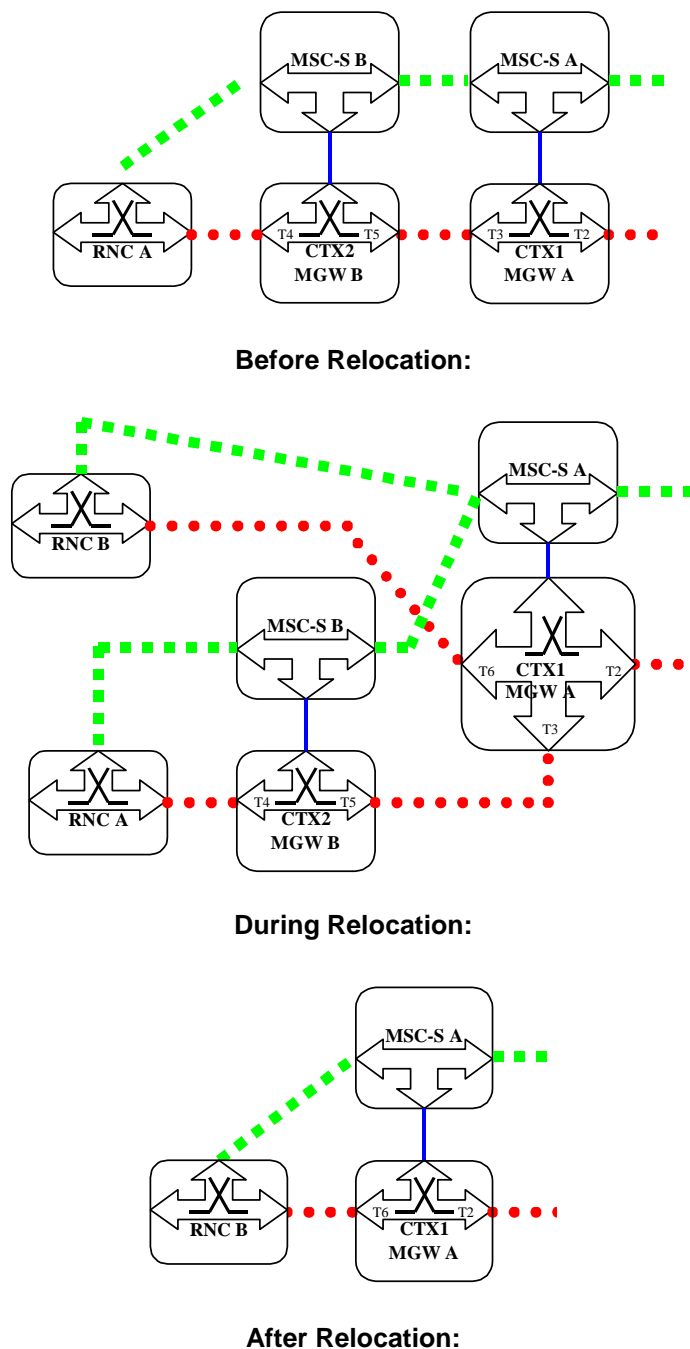 MSC-S B
MSC-S A
T4
T5
T3
T2
RNC A
CTX2
MGW B
CTX1
MGW A
Before Relocation:
MSC-S A
RNC B
MSC-S B
T6
CTX1
MGW A
T2
T3
T4
T5
RNC A
CTX2
MGW B
During Relocation:
MSC-S A
T6
T2
RNC B
CTX1
MGW A
After Relocation: